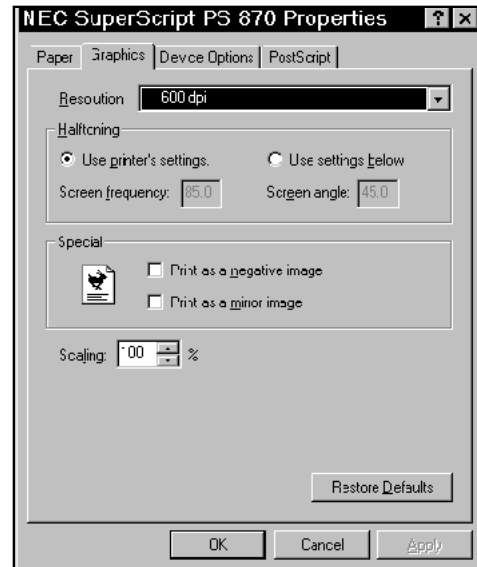 NEC SuperScript PS 870 Properties ? X
Paper Graphics Device Options PostScript
Resoution 600 dpi
Halftoning
Use printer's settings. Use settings below
Screen frequency: 85.0 Screen angle: 45.0
Special
Print as a negative image
Print as a mirror image
Scaling: 100 %
Restore Defaults
OK Cancel Apply